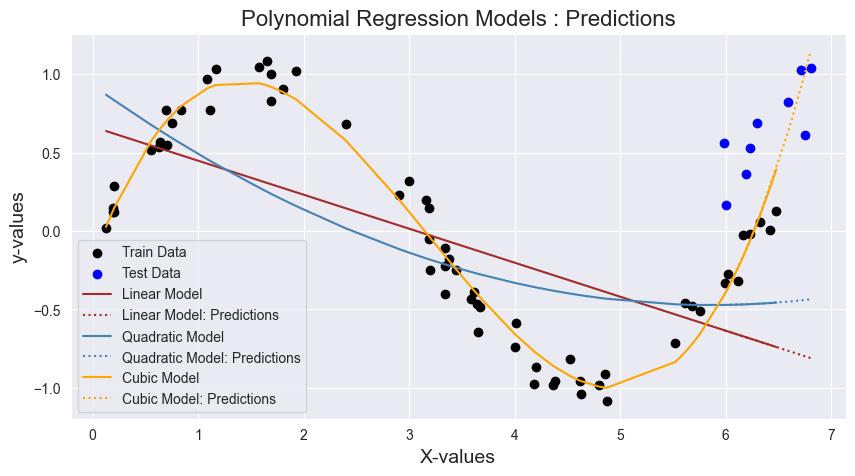 Polynomial Regression Models : Predictions
y-values
1.0
0.5
0.0
−0.5
−1.0
Train Data
Test Data
Linear Model
Linear Model: Predictions
Quadratic Model
Quadratic Model: Predictions
Cubic Model
Cubic Model: Predictions
0 1 2 3 4 5 6 7
X-values